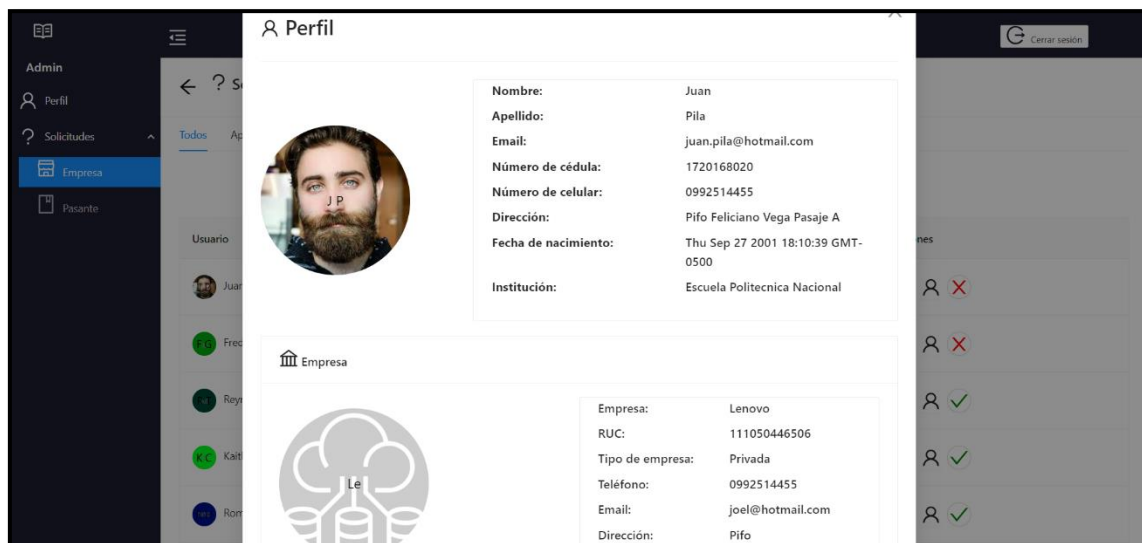 Perfil
Cerrar sesión
Admin
Perfil
Solicitudes
Empresa
Pasante
Todos
Usuario
Nombre: Juan
Apellido: Pila
Email: juan.pila@hotmail.com
Número de cédula: 1720168020
Número de celular: 0992514455
Dirección: Pifo Feliciano Vega Pasaje A
Fecha de nacimiento: Thu Sep 27 2001 18:10:39 GMT-
0500
Institución: Escuela Politecnica Nacional
J P
F G
K C
Empresa
Le
Empresa: Lenovo
RUC: 111050446506
Tipo de empresa: Privada
Teléfono: 0992514455
Email: joel@hotmail.com
Dirección: Pifo